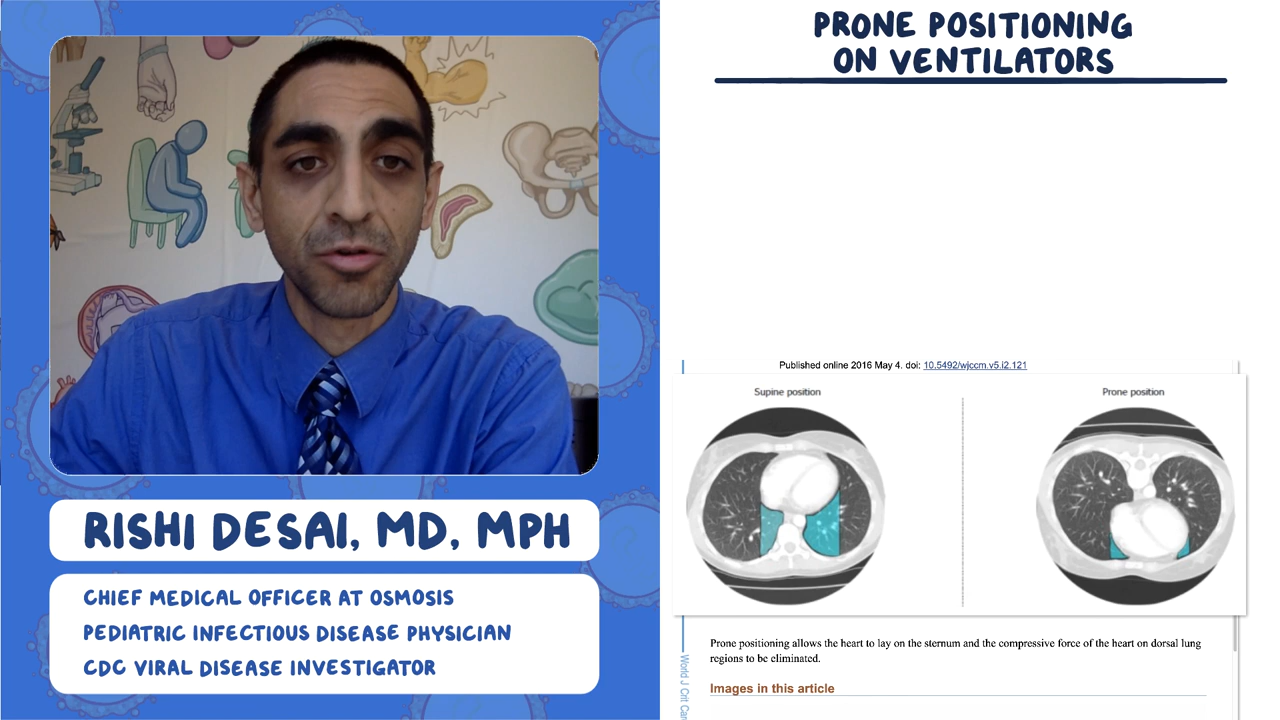 PRONE POSITIONING
ON VENTILATORS
RISHI DESAI, MD, MPH
CHIEF MEDICAL OFFICER AT OSMOSIS
PEDIATRIC INFECTIOUS DISEASE PHYSICIAN
CDC VIRAL DISEASE INVESTIGATOR
Published online 2016 May 4. doi: 10.5492/wjccm.v5.i2.121
Supine position
Prone position
Prone positioning allows the heart to lay on the sternum and the compressive force of the heart on dorsal lung
regions to be eliminated.
Images in this article
World J Crit Car